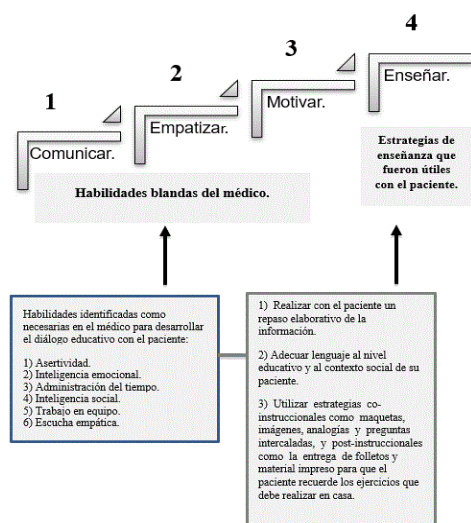 4
3
2
1
Enseñar.
Motivar.
Empatizar.
Comunicar.
Estrategias de
enseñanza que
fueron útiles
con el paciente.
Habilidades blandas del médico.
Habilidades identificadas como
necesarias en el médico para desarrollar
el diálogo educativo con el paciente:
1) Asertividad.
2) Inteligencia emocional.
3) Administración del tiempo.
4) Inteligencia social.
5) Trabajo en equipo.
6) Escucha empática.
1) Realizar con el paciente un
repaso elaborativo de la
información.
2) Adecuar lenguaje al nivel
educativo y al contexto social de su
paciente.
3) Utilizar estrategias co-
instruccionales como maquetas,
imágenes, analogías y preguntas
intercaladas, y post-instruccionales
como la entrega de folletos y
material impreso para que el
paciente recuerde los ejercicios que
debe realizar en casa.